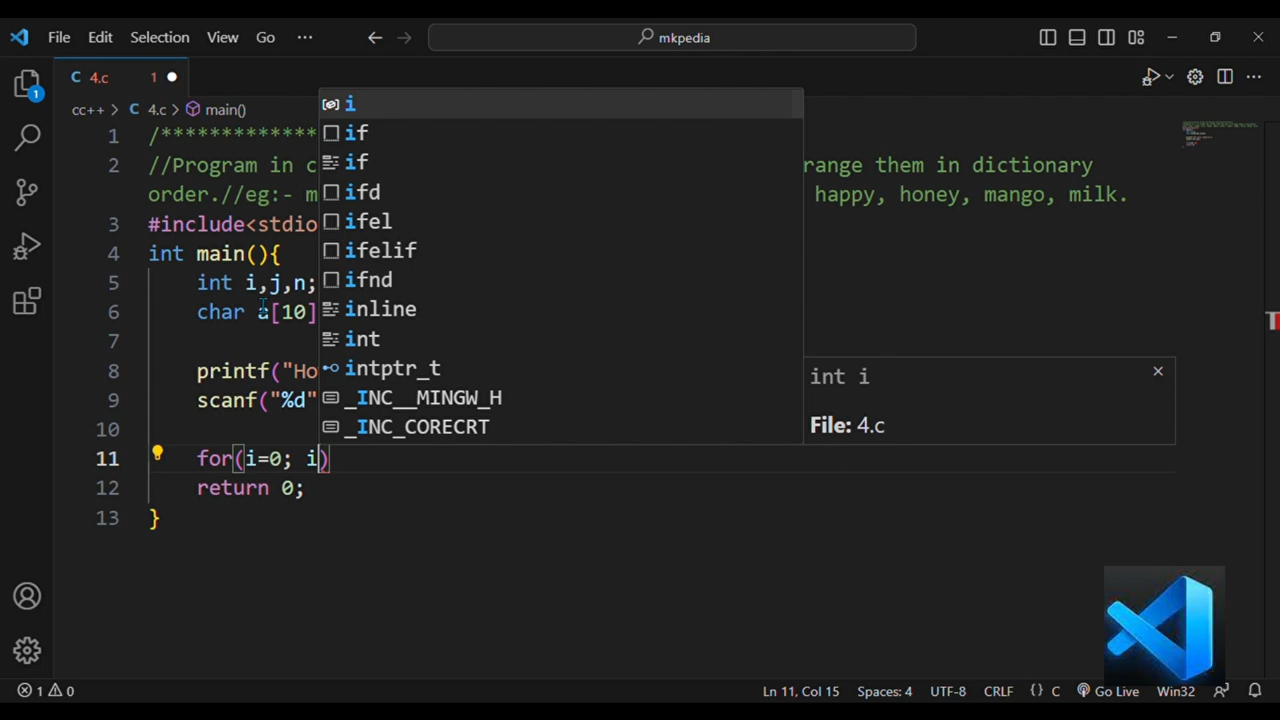 File Edit Selection View Go ··· mkpedia
C 4.c 1
cc++ > C 4.c > main()
1 /*************
2 //Program in c range them in dictionary
order.//eg:- m happy, honey, mango, milk.
3 #include<stdio
4 int main(){
5 int i,j,n;
6 char a[10]
7
8 printf("Ho
9 scanf("%d"
10
11 for(i=0; i)
12 return 0;
13 }
i
if
if
ifd
ifel
ifelif
ifnd
inline
int
intptr_t
_INC__MINGW_H
_INC_CORECRT
int i
File: 4.c
1
1 0 Ln 11, Col 15 Spaces: 4 UTF-8 CRLF {} C Go Live Win32